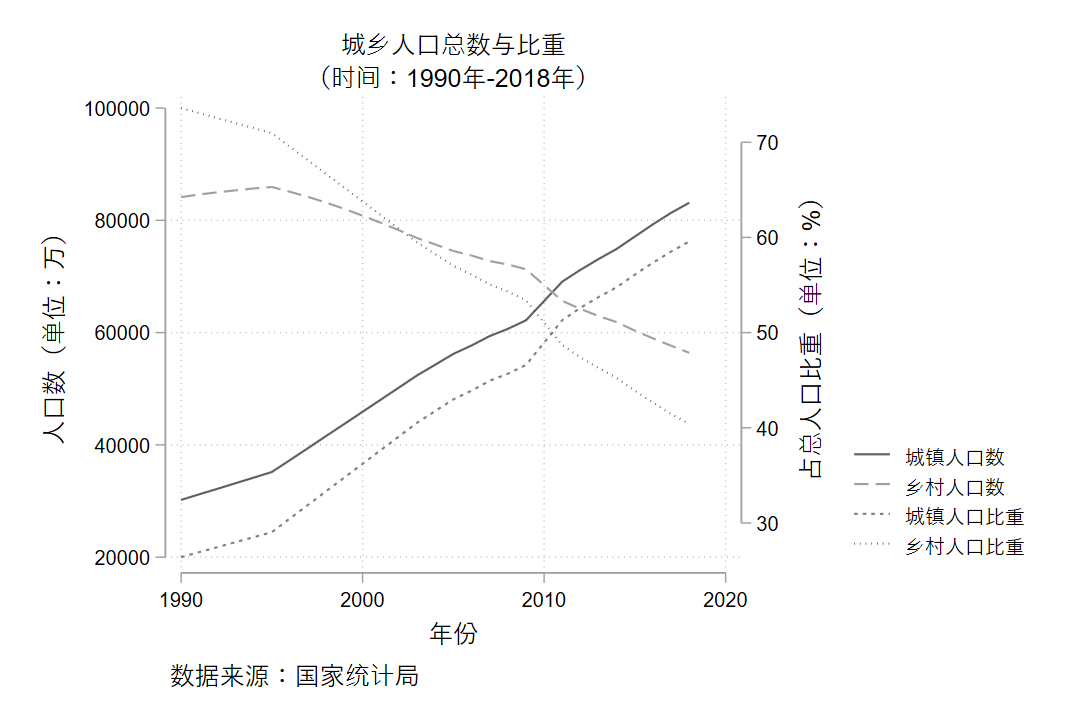 城乡人口总数与比重
（时间：1990年-2018年）
人口数（单位：万）
100000
80000
60000
40000
20000
70
60
50
40
30
占总人口比重（单位：%）
城镇人口数
乡村人口数
城镇人口比重
乡村人口比重
1990
2000
2010
2020
年份
数据来源：国家统计局